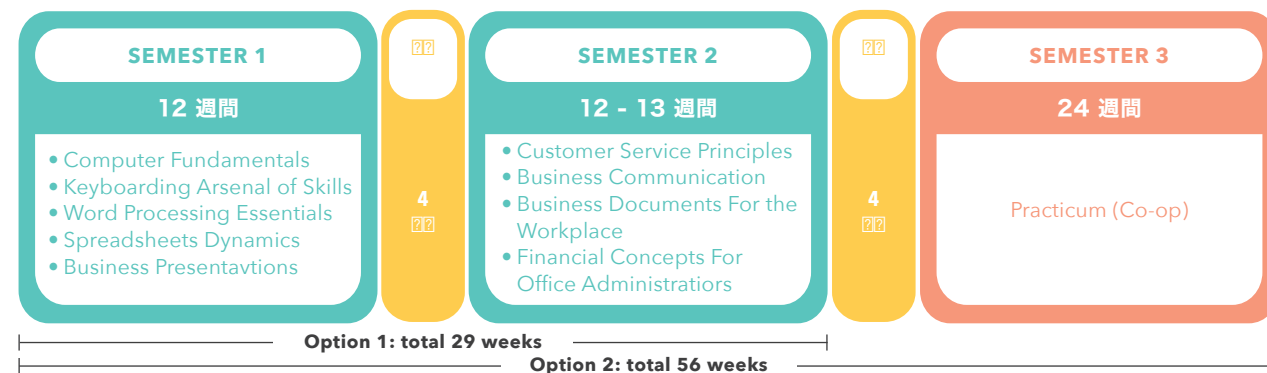 SEMESTER 1
12 週間
• Computer Fundamentals
• Keyboarding Arsenal of Skills
• Word Processing Essentials
• Spreadsheets Dynamics
• Business Presentavtions
4
SEMESTER 2
12 - 13 週間
• Customer Service Principles
• Business Communication
• Business Documents For the
Workplace
• Financial Concepts For
Office Administratiors
4
SEMESTER 3
24 週間
Practicum (Co-op)
Option 1: total 29 weeks
Option 2: total 56 weeks